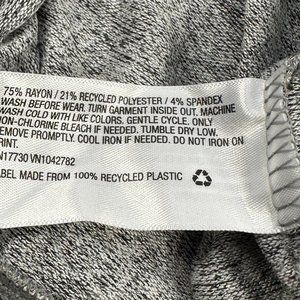 75% RAYON / 21% RECYCLED POLYESTER / 4% SPANDEX
WASH BEFORE WEAR. TURN GARMENT INSIDE OUT. MACHINE
WASH COLD WITH LIKE COLORS. GENTLE CYCLE. ONLY
NON-CHLORINE BLEACH IF NEEDED. TUMBLE DRY LOW.
REMOVE PROMPTLY. COOL IRON IF NEEDED. DO NOT IRON ON
PRINT.
N17730 VN1042782
LABEL MADE FROM 100% RECYCLED PLASTIC